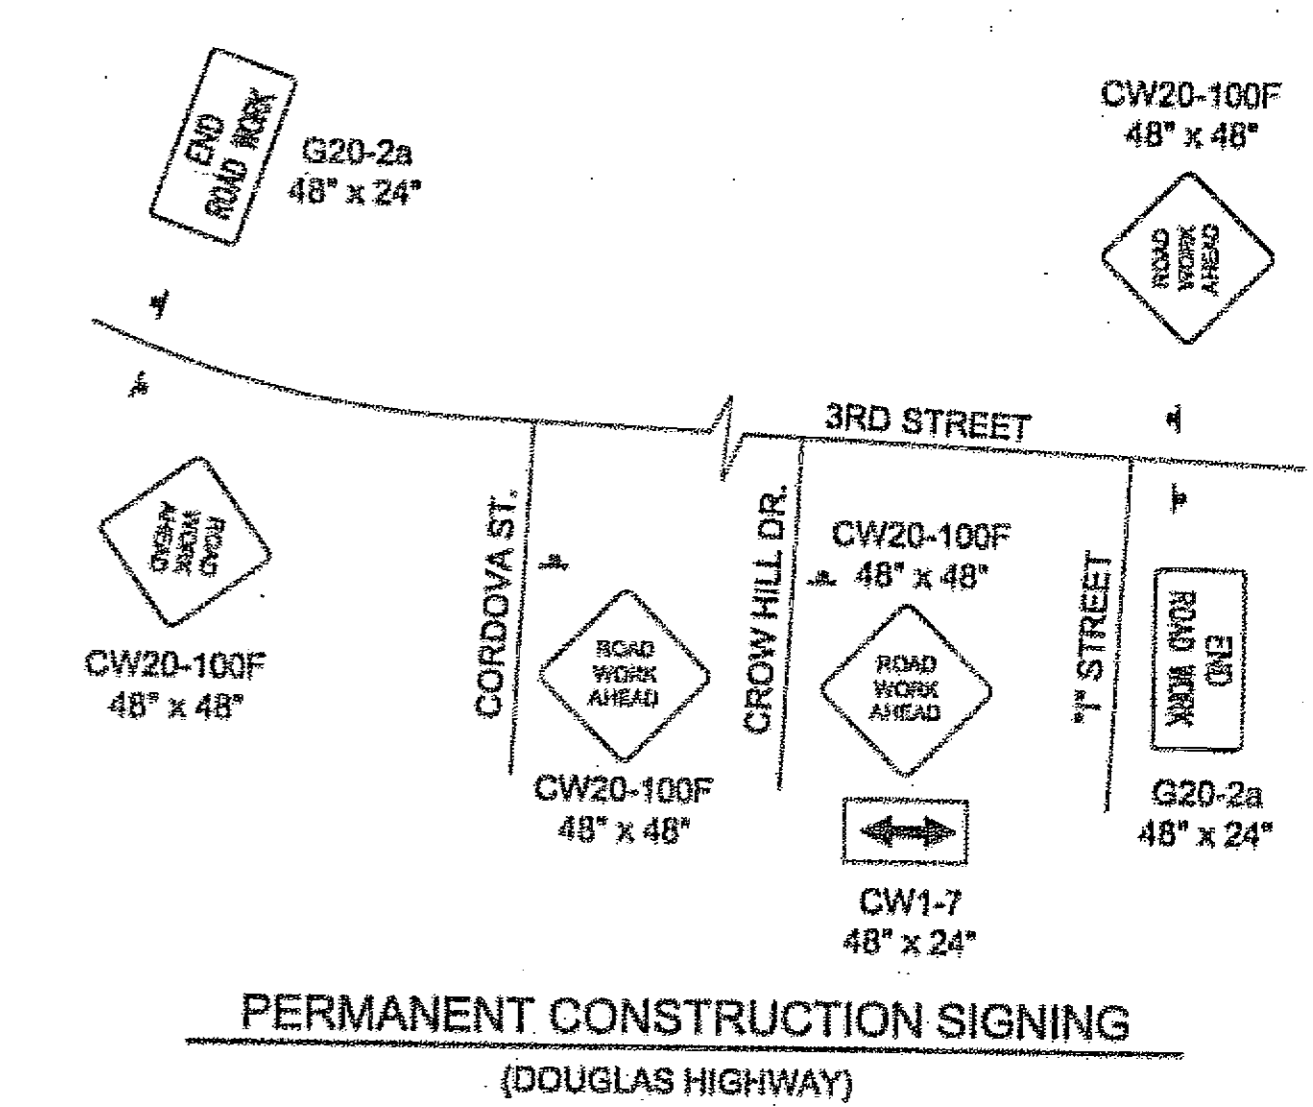 END
ROAD WORK
G20-2a
48" x 24"
CW20-100F
48" x 48"
ROAD
WORK
AHEAD
3RD STREET
ROAD
WORK
AHEAD
CW20-100F
48" x 48"
CORDOVA ST.
ROAD
WORK
AHEAD
CW20-100F
48" x 48"
CROW HILL DR.
CW20-100F
48" x 48"
ROAD
WORK
AHEAD
CW1-7
48" x 24"
"I" STREET
END
ROAD WORK
G20-2a
48" x 24"
PERMANENT CONSTRUCTION SIGNING
(DOUGLAS HIGHWAY)